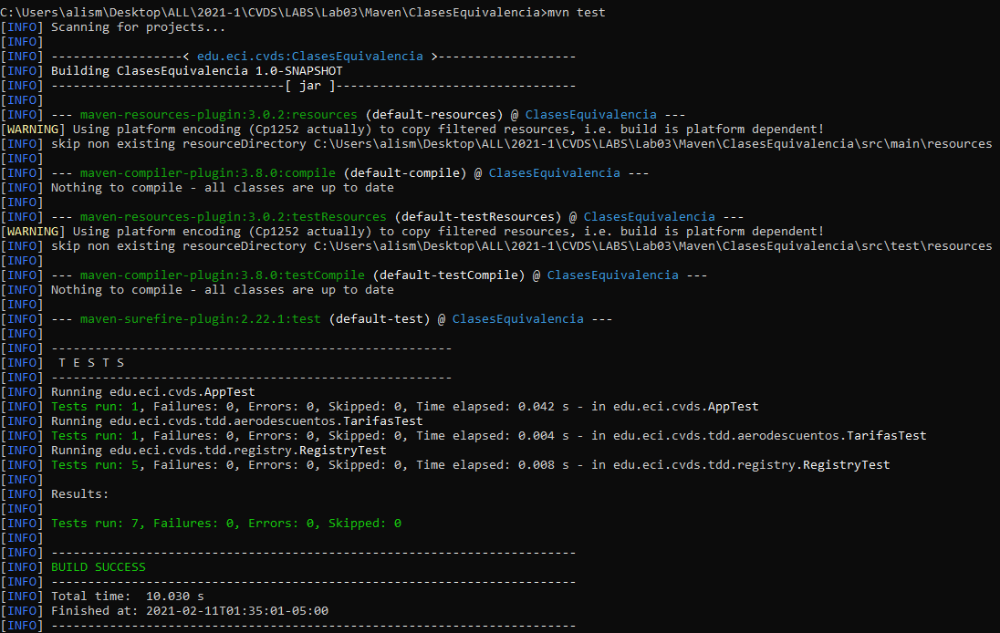 C:\Users\alism\Desktop\ALL\2021-1\CVDS\LABS\Lab03\Maven\ClasesEquivalencia>mvn test
[INFO] Scanning for projects...
[INFO]
[INFO] ------------------< edu.eci.cvds:ClasesEquivalencia >-------------------
[INFO] Building ClasesEquivalencia 1.0-SNAPSHOT
[INFO] --------------------------------[ jar ]---------------------------------
[INFO]
[INFO] --- maven-resources-plugin:3.0.2:resources (default-resources) @ ClasesEquivalencia ---
[WARNING] Using platform encoding (Cp1252 actually) to copy filtered resources, i.e. build is platform dependent!
[INFO] skip non existing resourceDirectory C:\Users\alism\Desktop\ALL\2021-1\CVDS\LABS\Lab03\Maven\ClasesEquivalencia\src\main\resources
[INFO]
[INFO] --- maven-compiler-plugin:3.8.0:compile (default-compile) @ ClasesEquivalencia ---
[INFO] Nothing to compile - all classes are up to date
[INFO]
[INFO] --- maven-resources-plugin:3.0.2:testResources (default-testResources) @ ClasesEquivalencia ---
[WARNING] Using platform encoding (Cp1252 actually) to copy filtered resources, i.e. build is platform dependent!
[INFO] skip non existing resourceDirectory C:\Users\alism\Desktop\ALL\2021-1\CVDS\LABS\Lab03\Maven\ClasesEquivalencia\src\test\resources
[INFO]
[INFO] --- maven-compiler-plugin:3.8.0:testCompile (default-testCompile) @ ClasesEquivalencia ---
[INFO] Nothing to compile - all classes are up to date
[INFO]
[INFO] --- maven-surefire-plugin:2.22.1:test (default-test) @ ClasesEquivalencia ---
[INFO]
[INFO] -------------------------------------------------------
[INFO]  T E S T S
[INFO] -------------------------------------------------------
[INFO] Running edu.eci.cvds.AppTest
[INFO] Tests run: 1, Failures: 0, Errors: 0, Skipped: 0, Time elapsed: 0.042 s - in edu.eci.cvds.AppTest
[INFO] Running edu.eci.cvds.tdd.aerodescuentos.TarifasTest
[INFO] Tests run: 1, Failures: 0, Errors: 0, Skipped: 0, Time elapsed: 0.004 s - in edu.eci.cvds.tdd.aerodescuentos.TarifasTest
[INFO] Running edu.eci.cvds.tdd.registry.RegistryTest
[INFO] Tests run: 5, Failures: 0, Errors: 0, Skipped: 0, Time elapsed: 0.008 s - in edu.eci.cvds.tdd.registry.RegistryTest
[INFO]
[INFO] Results:
[INFO]
[INFO] Tests run: 7, Failures: 0, Errors: 0, Skipped: 0
[INFO]
[INFO] ------------------------------------------------------------------------
[INFO] BUILD SUCCESS
[INFO] ------------------------------------------------------------------------
[INFO] Total time:  10.030 s
[INFO] Finished at: 2021-02-11T01:35:01-05:00
[INFO] ------------------------------------------------------------------------